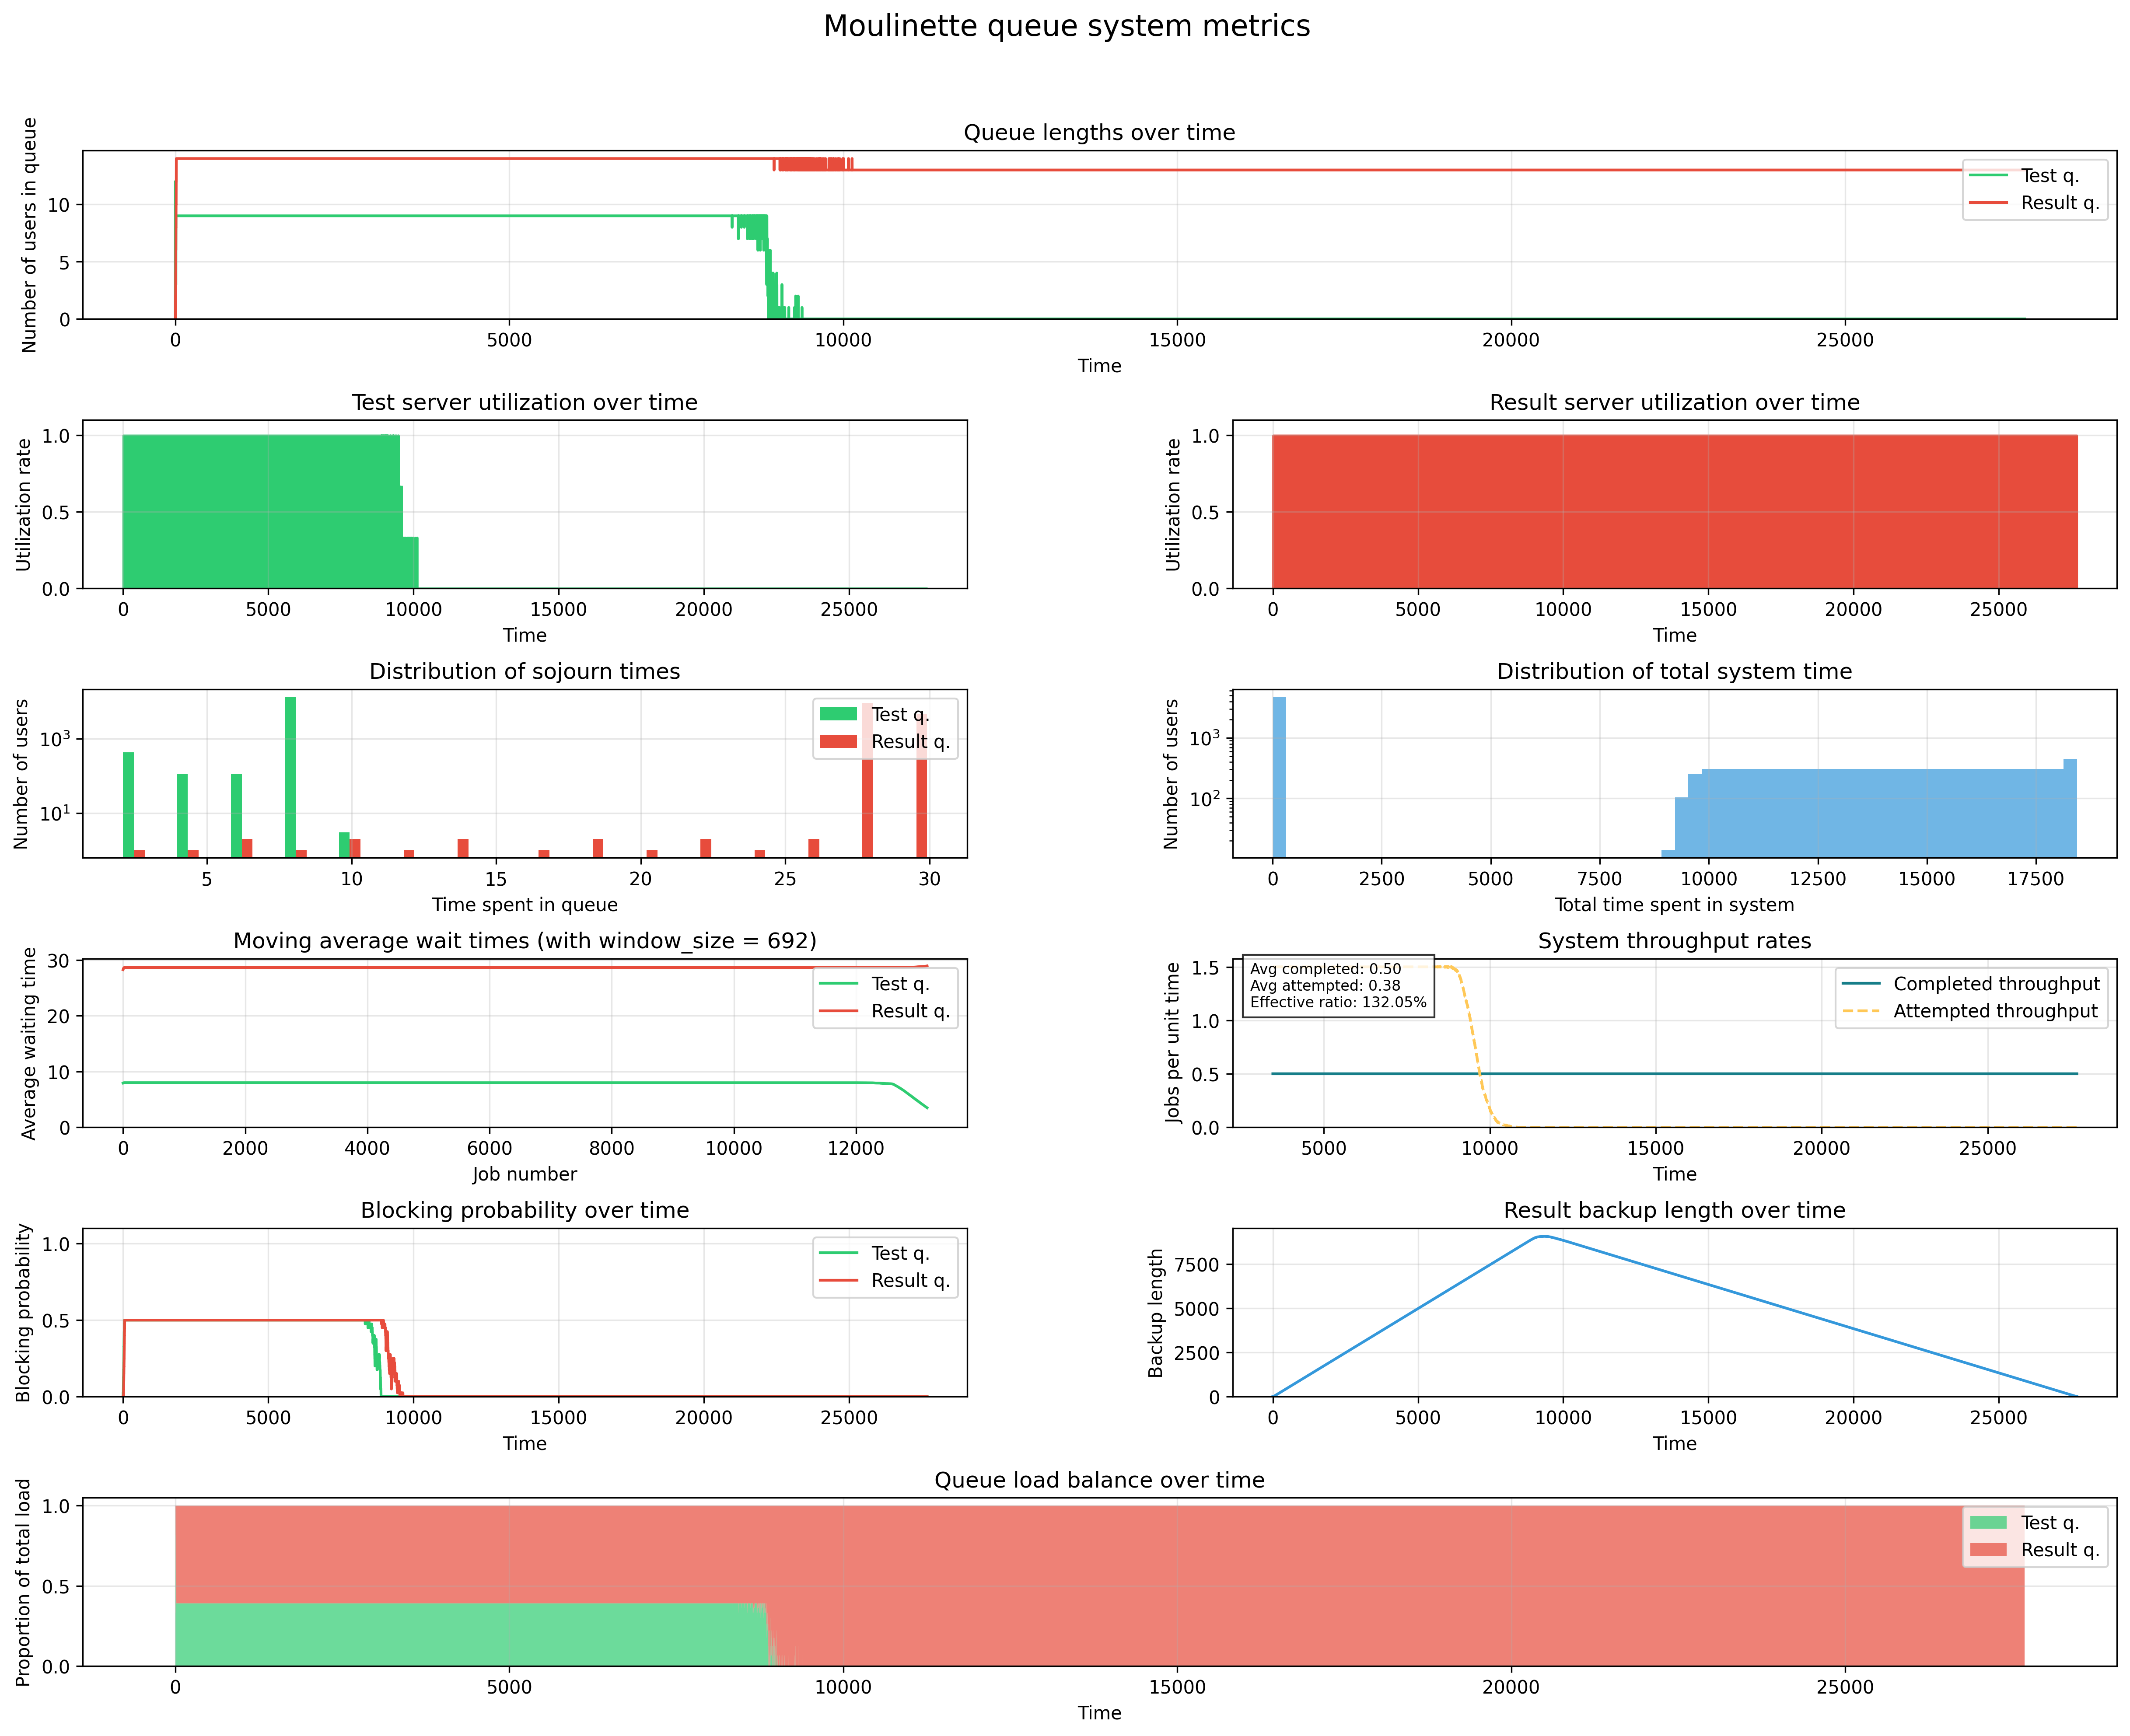 Moulinette queue system metrics
Queue lengths over time
Number of users in queue
10
5
0
Test q.
Result q.
0 5000 10000 15000 20000 25000
Time
Test server utilization over time
Utilization rate
1.0
0.5
0.0
0 5000 10000 15000 20000 25000
Time
Result server utilization over time
Utilization rate
1.0
0.5
0.0
0 5000 10000 15000 20000 25000
Time
Distribution of sojourn times
Number of users
10³
10¹
Test q.
Result q.
5 10 15 20 25 30
Time spent in queue
Distribution of total system time
Number of users
10³
10²
0 2500 5000 7500 10000 12500 15000 17500
Total time spent in system
Moving average wait times (with window_size = 692)
Average waiting time
30
20
10
0
Test q.
Result q.
0 2000 4000 6000 8000 10000 12000
Job number
System throughput rates
Jobs per unit time
1.5
1.0
0.5
0.0
Avg completed: 0.50
Avg attempted: 0.38
Effective ratio: 132.05%
Completed throughput
Attempted throughput
5000 10000 15000 20000 25000
Time
Blocking probability over time
Blocking probability
1.0
0.5
0.0
Test q.
Result q.
0 5000 10000 15000 20000 25000
Time
Result backup length over time
Backup length
7500
5000
2500
0
0 5000 10000 15000 20000 25000
Time
Queue load balance over time
Proportion of total load
1.0
0.5
0.0
Test q.
Result q.
0 5000 10000 15000 20000 25000
Time